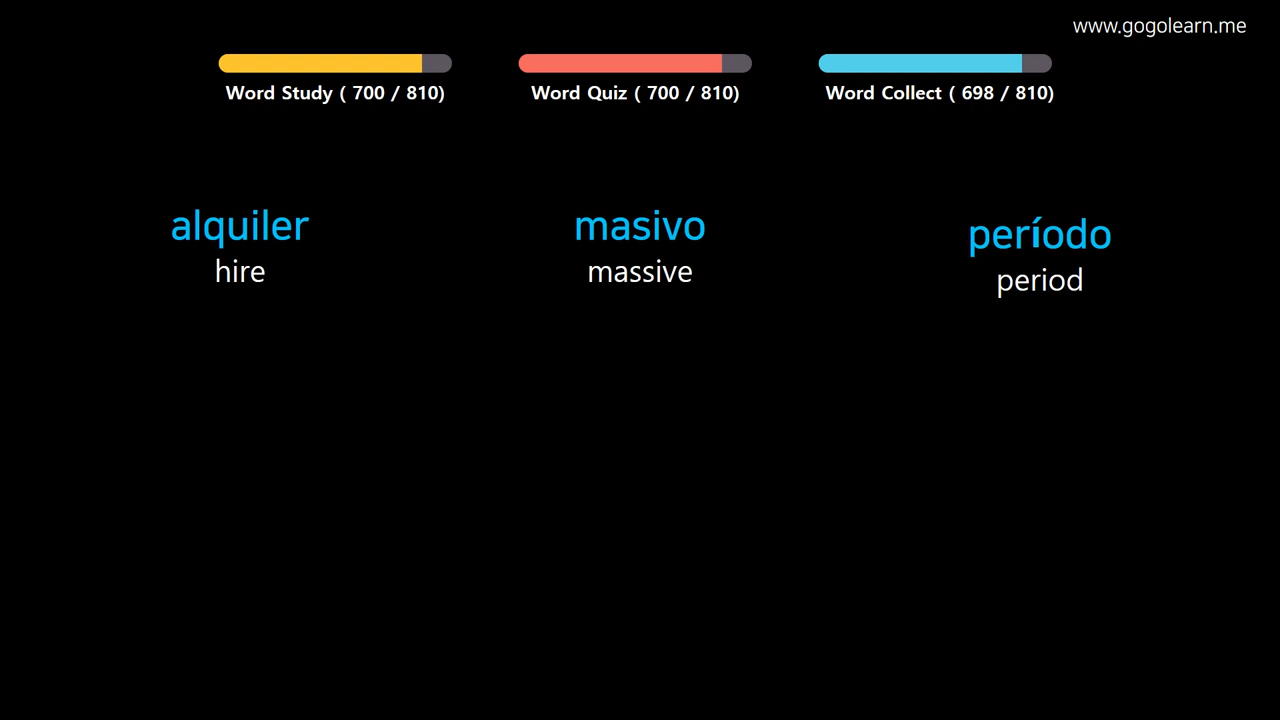 www.gogolearn.me
Word Study ( 700 / 810)
Word Quiz ( 700 / 810)
Word Collect ( 698 / 810)
alquiler
hire
masivo
massive
período
period